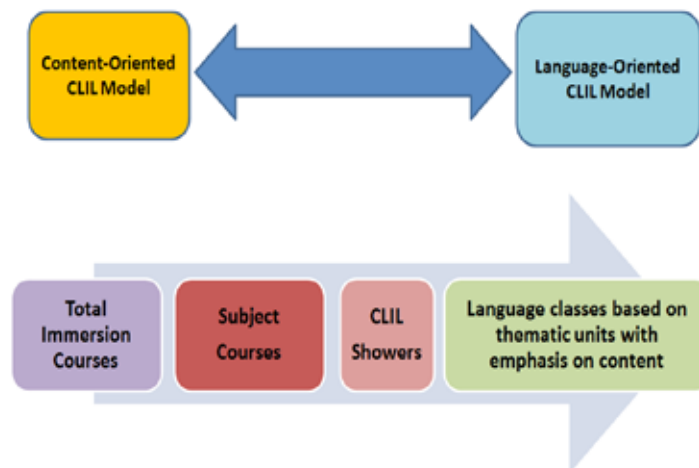 Content-Oriented
CLIL Model
Language-Oriented
CLIL Model
Total
Immersion
Courses
Subject
Courses
CLIL
Showers
Language classes based on
thematic units with
emphasis on content